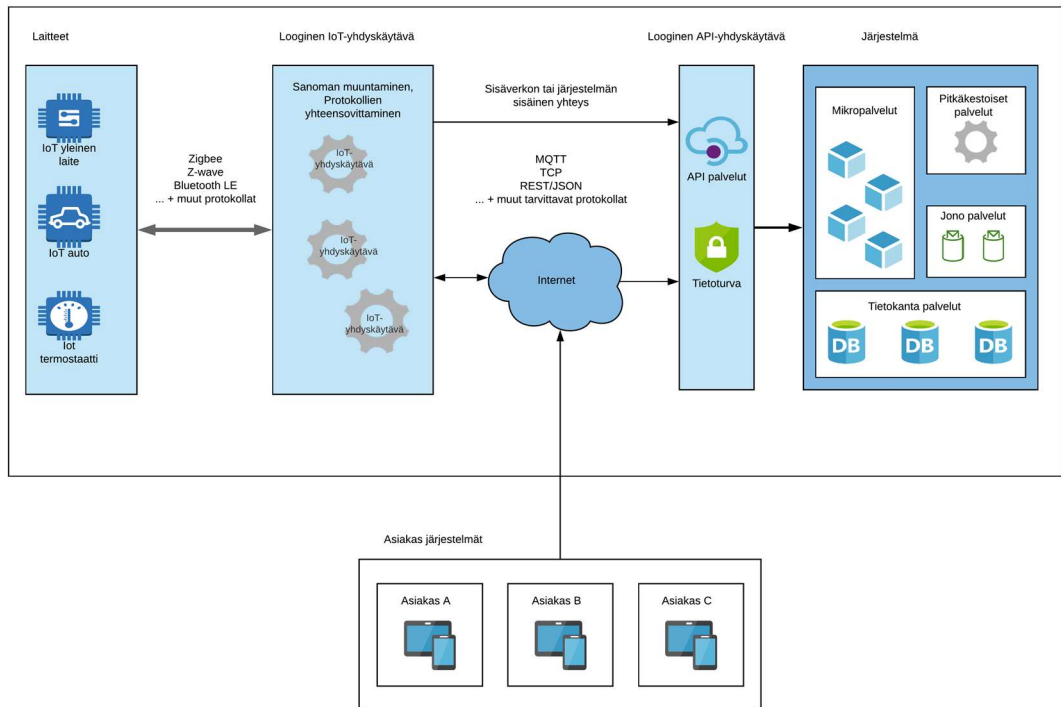 Laitteet
Looginen IoT-yhdyskäytävä
Looginen API-yhdyskäytävä
Järjestelmä
IoT yleinen
laite
IoT auto
Iot
termostaatti
Zigbee
Z-wave
Bluetooth LE
... + muut protokollat
Sanoman muuntaminen,
Protokollien
yhteensovittaminen
IoT-
yhdyskäytävä
IoT-
yhdyskäytävä
IoT-
yhdyskäytävä
Sisäverkon tai järjestelmän
sisäinen yhteys
MQTT
TCP
REST/JSON
... + muut tarvittavat protokollat
Internet
API palvelut
Tietoturva
Mikropalvelut
Pitkäkestoiset
palvelut
Jono palvelut
Tietokanta palvelut
DB
DB
DB
Asiakas järjestelmät
Asiakas A
Asiakas B
Asiakas C